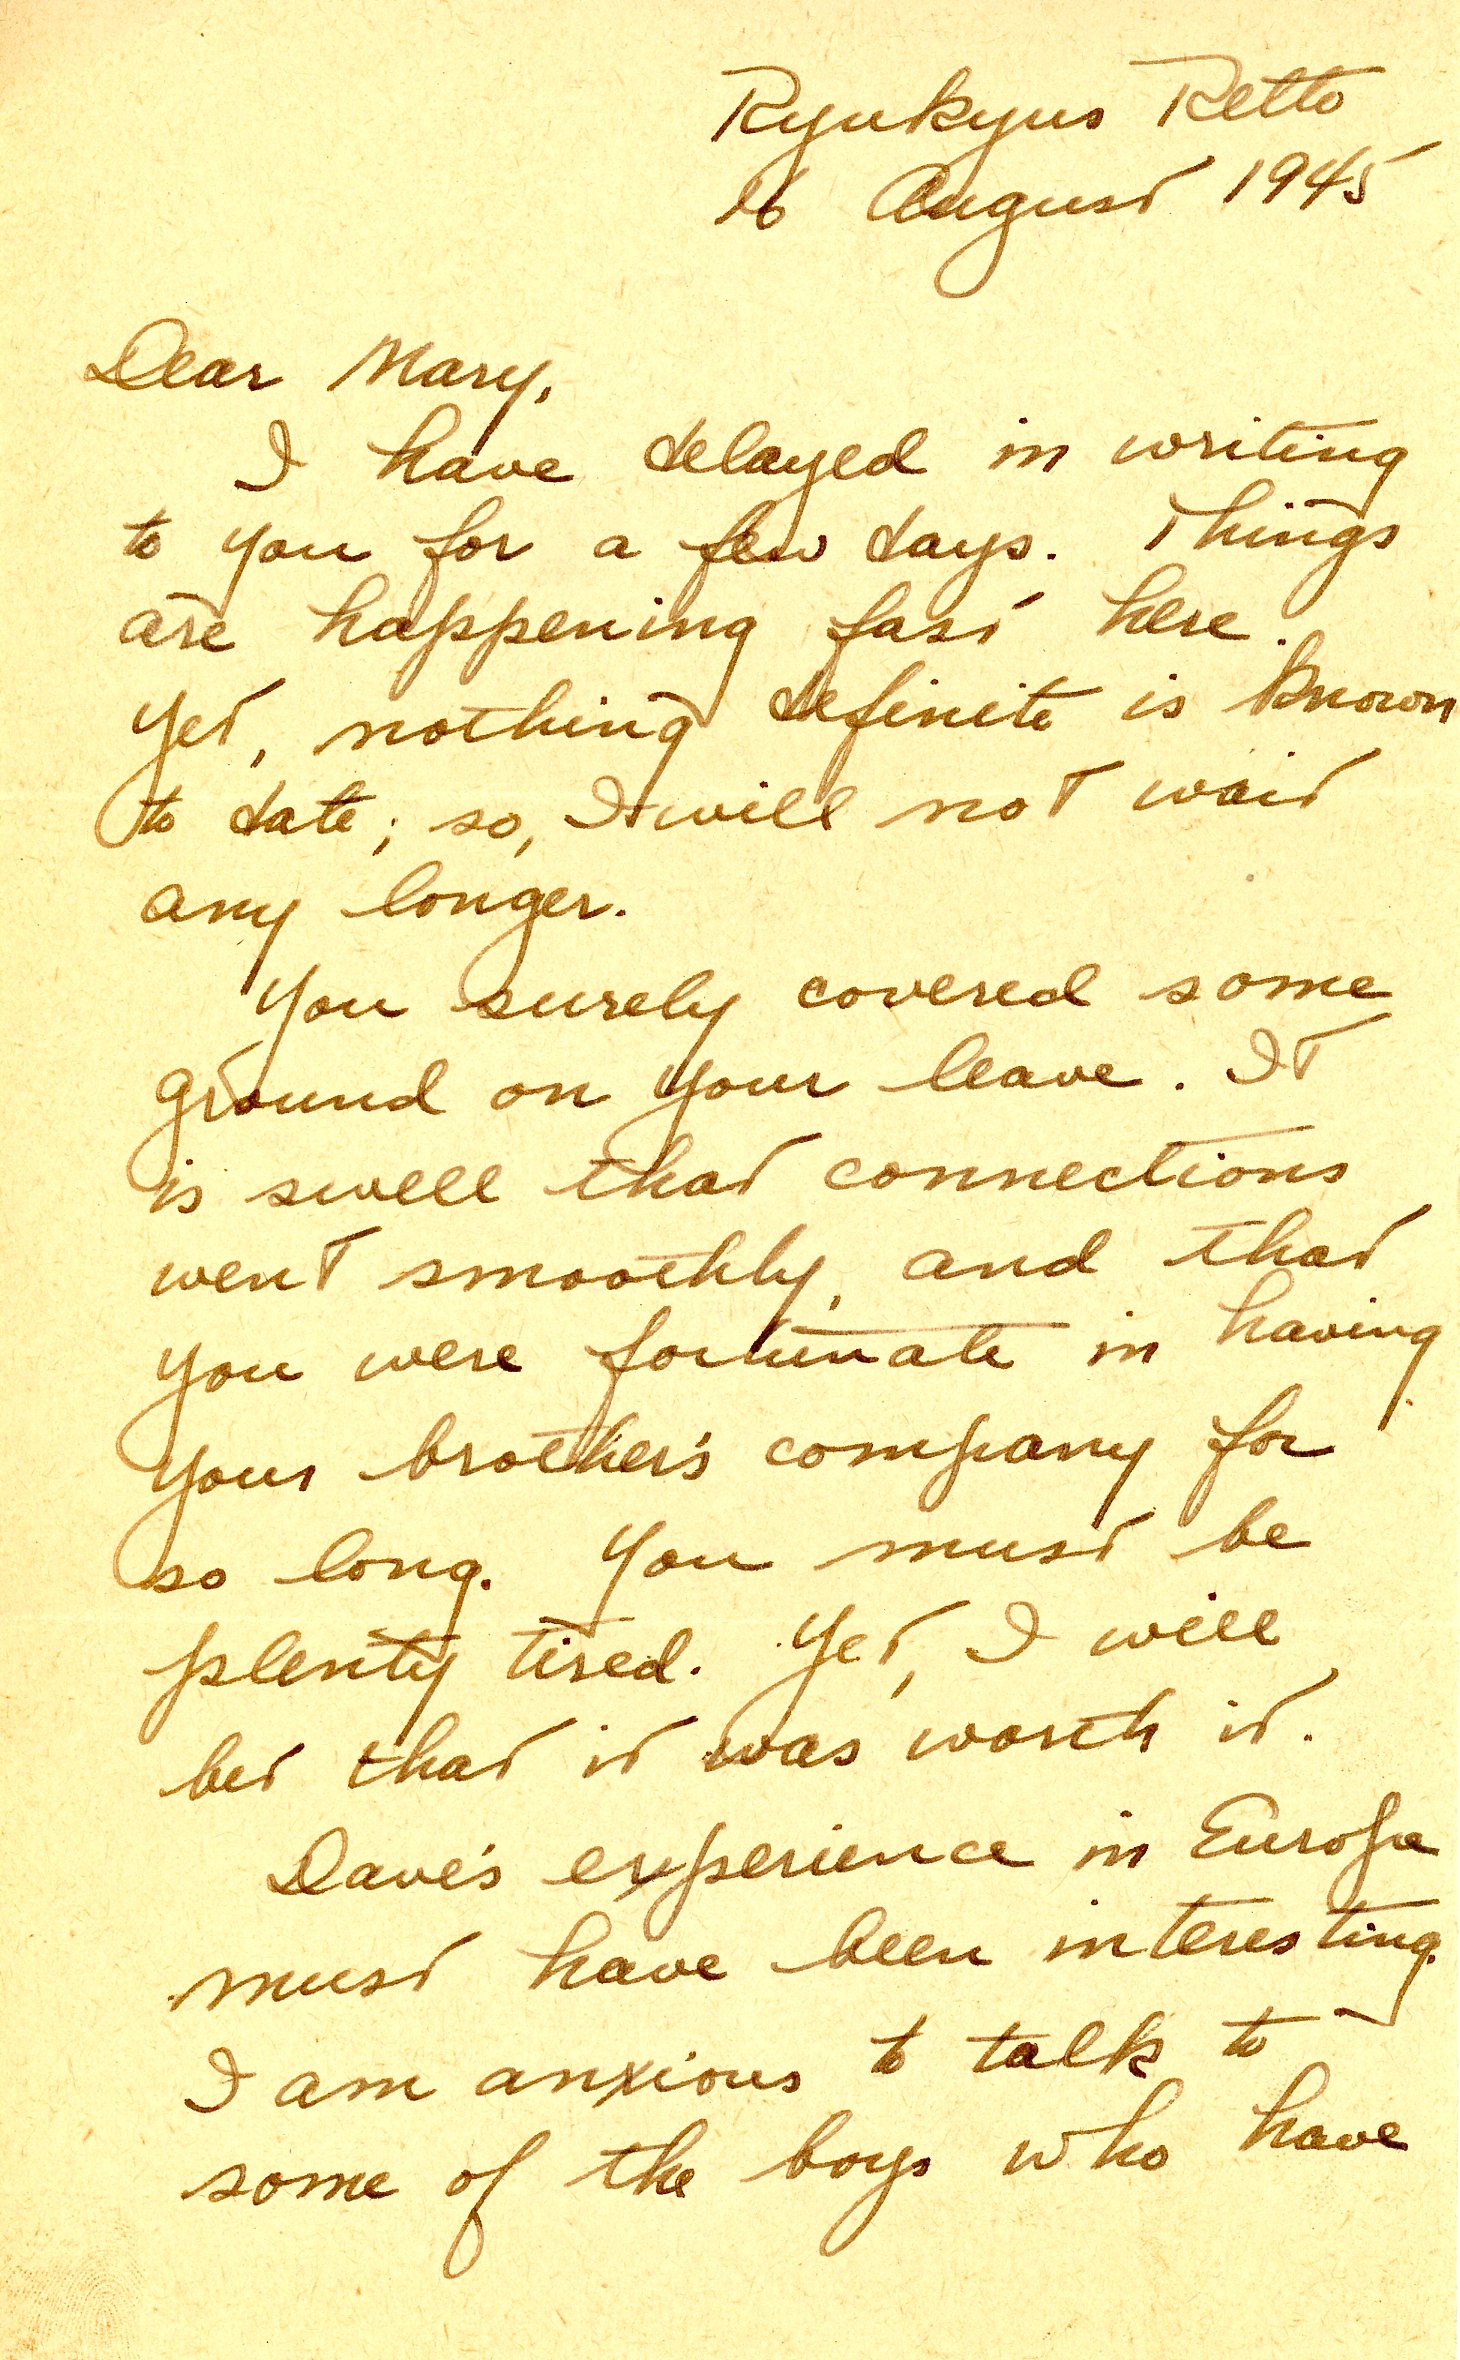 Ryukyus Retto
16 August 1945
Dear Mary,
I have delayed in writing
to you for a few days. Things
are happening fast here.
Yet, nothing definite is known
to date; so, I will not wait
any longer.
You surely covered some
ground on your leave. It
is swell that connections
went smoothly, and that
you were fortunate in having
your brother's company for
so long. You must be
plenty tired. Yet, I will
bet that it was worth it.
Dave's experience in Europe
must have been interesting.
I am anxious to talk to
some of the boys who have